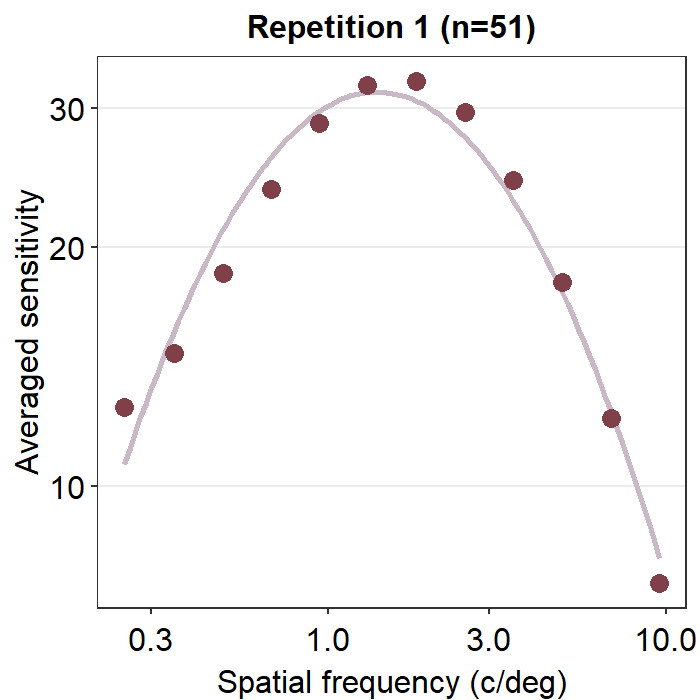 Repetition 1 (n=51)
Averaged sensitivity
30
20
10
0.3 1.0 3.0 10.0
Spatial frequency (c/deg)